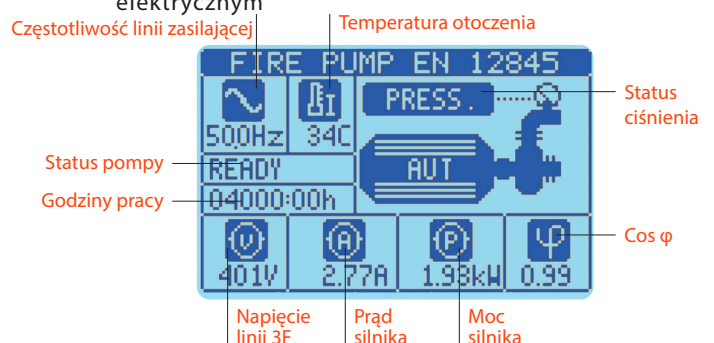 elektrycznym
Częstotliwość linii zasilającej
Temperatura otoczenia
FIRE PUMP EN 12845
PRESS.
Status
ciśnienia
50.0Hz
34C
Status pompy
READY
AUT
Godziny pracy
04000:00h
Cos φ
401V
2.77A
1.93kW
0.99
Napięcie
linii 3F
Prąd
silnika
Moc
silnika